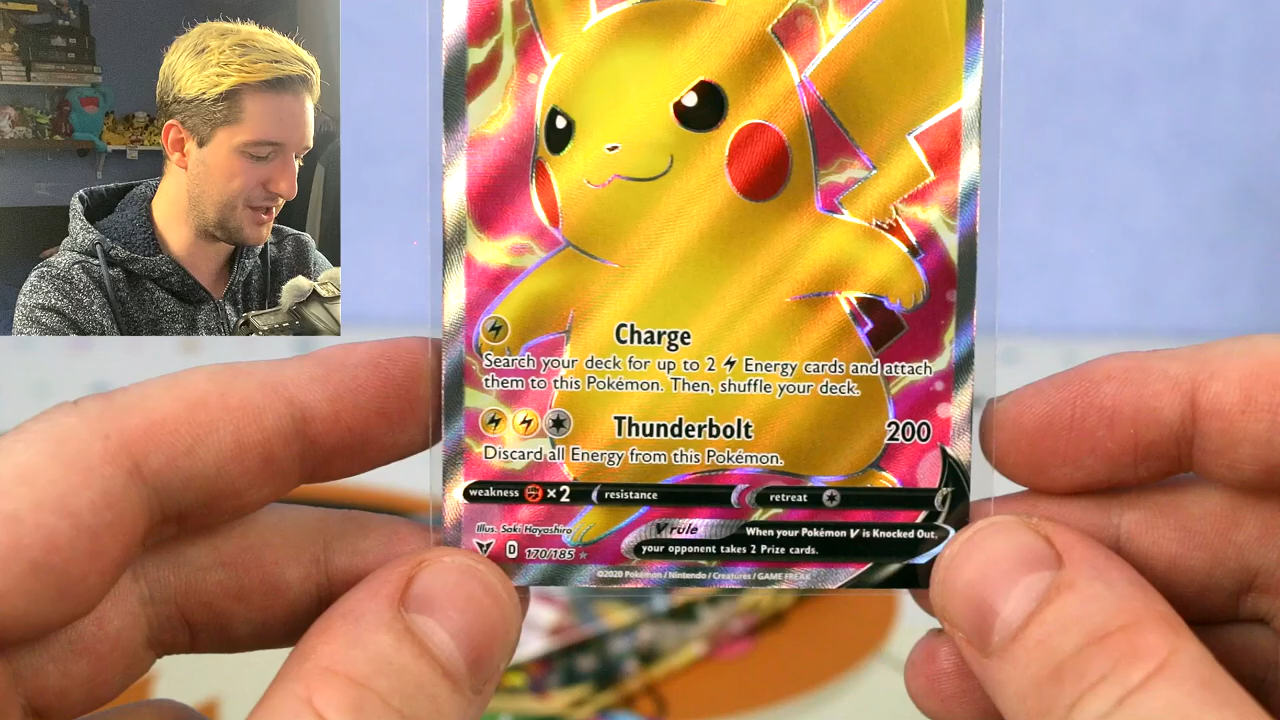 Charge
Search your deck for up to 2 Energy cards and attach
them to this Pokémon. Then, shuffle your deck.
Thunderbolt 200
Discard all Energy from this Pokémon.
weakness ×2 resistance retreat
Illus. Saki Hayashiro
V rule When your Pokémon V is Knocked Out,
your opponent takes 2 Prize cards.
D 170/185
©2020 Pokémon / Nintendo / Creatures / GAME FREAK